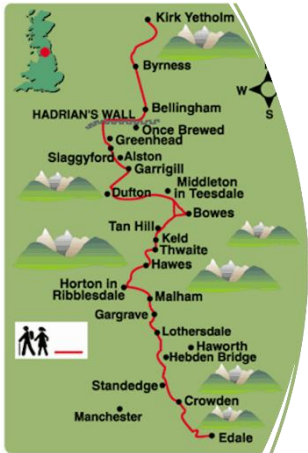 Kirk Yetholm
Byrness
W
S
Bellingham
HADRIAN'S WALL
Once Brewed
Greenhead
Slaggyford
Alston
Garrigill
Dufton
Middleton
in Teesdale
Bowes
Tan Hill
Keld
Thwaite
Hawes
Horton in
Ribblesdale
Malham
Gargrave
Lothersdale
Haworth
Hebden Bridge
Standedge
Crowden
Manchester
Edale